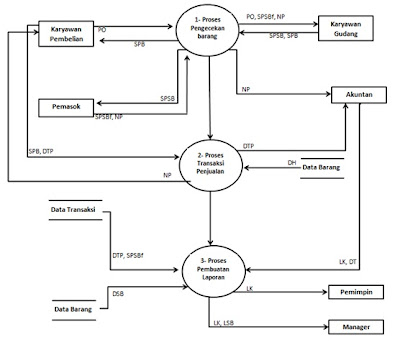 Karyawan
Pembelian
PO
SPB
1- Proses
Pengecekan
barang
PO, SPSBf, NP
SPSB, SPB
Karyawan
Gudang
Pemasok
SPSB
SPSBf, NP
NP
Akuntan
SPB, DTP
NP
2- Proses
Transaksi
Penjualan
DTP
DH
Data Barang
Data Transaksi
DTP, SPSBf
3- Proses
Pembuatan
Laporan
LK, DT
Data Barang
DSB
LK
Pemimpin
LK, LSB
Manager